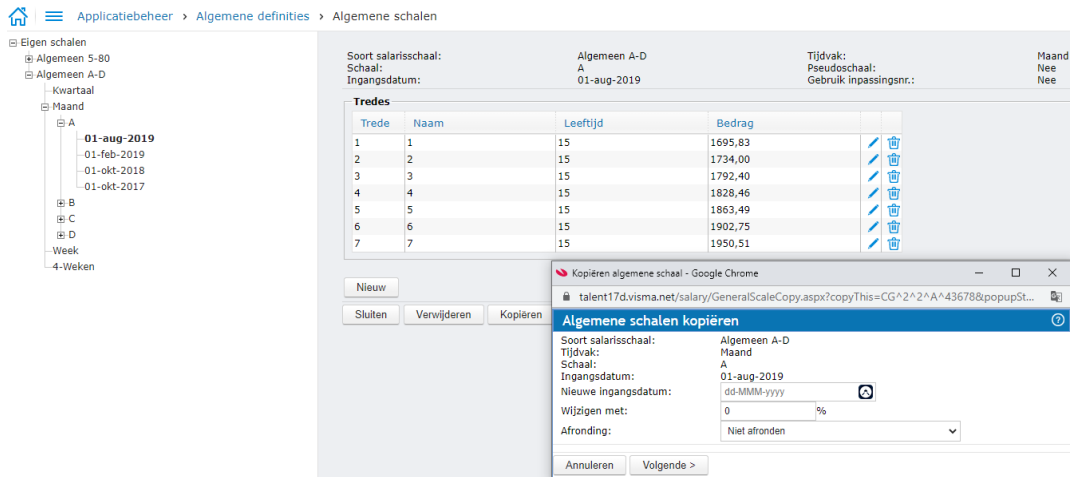 Applicatiebeheer › Algemene definities › Algemene schalen
Eigen schalen
Algemeen 5-80
Algemeen A-D
Kwartaal
Maand
A
01-aug-2019
01-feb-2019
01-okt-2018
01-okt-2017
B
C
D
Week
4-Weken
Soort salarisschaal: Algemeen A-D Tijdvak: Maand
Schaal: A Pseudoschaal: Nee
Ingangsdatum: 01-aug-2019 Gebruik inpassingsnr.: Nee
Tredes
Trede Naam Leeftijd Bedrag
1 1 15 1695,83
2 2 15 1734,00
3 3 15 1792,40
4 4 15 1828,46
5 5 15 1863,49
6 6 15 1902,75
7 7 15 1950,51
Nieuw
Sluiten Verwijderen Kopiëren
Kopiëren algemene schaal - Google Chrome
talent17d.visma.net/salary/GeneralScaleCopy.aspx?copyThis=CG^2^2^A^43678&popupSt...
Algemene schalen kopiëren
Soort salarisschaal: Algemeen A-D
Tijdvak: Maand
Schaal: A
Ingangsdatum: 01-aug-2019
Nieuwe ingangsdatum: dd-MMM-yyyy
Wijzigen met: 0 %
Afronding: Niet afronden
Annuleren Volgende >